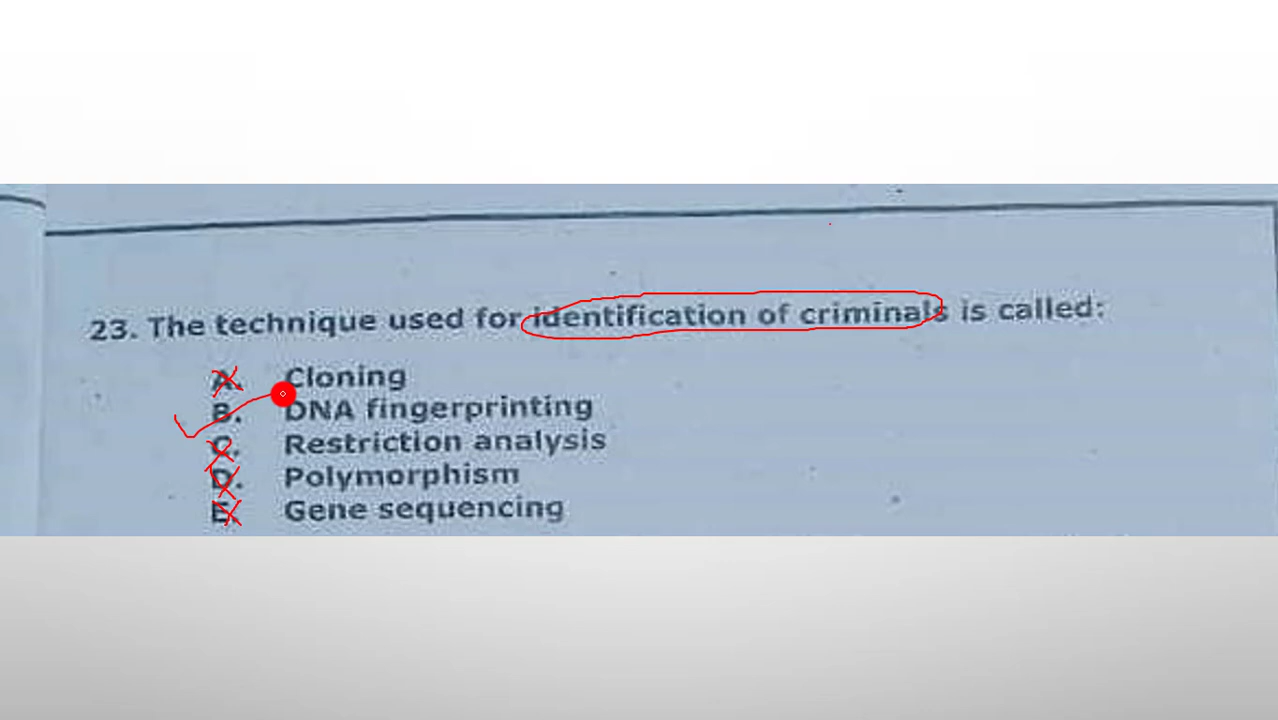 23. The technique used for identification of criminals is called:
A. Cloning
B. DNA fingerprinting
C. Restriction analysis
D. Polymorphism
E. Gene sequencing